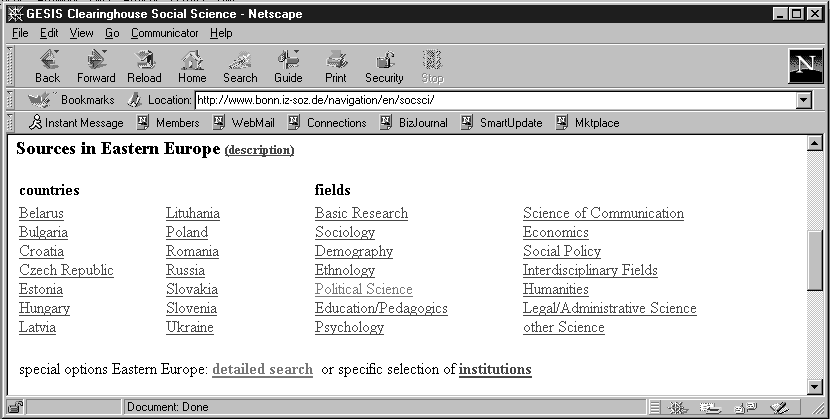 GESIS Clearinghouse Social Science - Netscape
File Edit View Go Communicator Help
Back Forward Reload Home Search Guide Print Security Stop
N
Bookmarks Location: http://www.bonn.iz-soz.de/navigation/en/socsci/
Instant Message Members WebMail Connections BizJournal SmartUpdate Mktplace
Sources in Eastern Europe (description)
countries fields
Belarus Lituhania Basic Research Science of Communication
Bulgaria Poland Sociology Economics
Croatia Romania Demography Social Policy
Czech Republic Russia Ethnology Interdisciplinary Fields
Estonia Slovakia Political Science Humanities
Hungary Slovenia Education/Pedagogics Legal/Administrative Science
Latvia Ukraine Psychology other Science
special options Eastern Europe: detailed search or specific selection of institutions
Document: Done